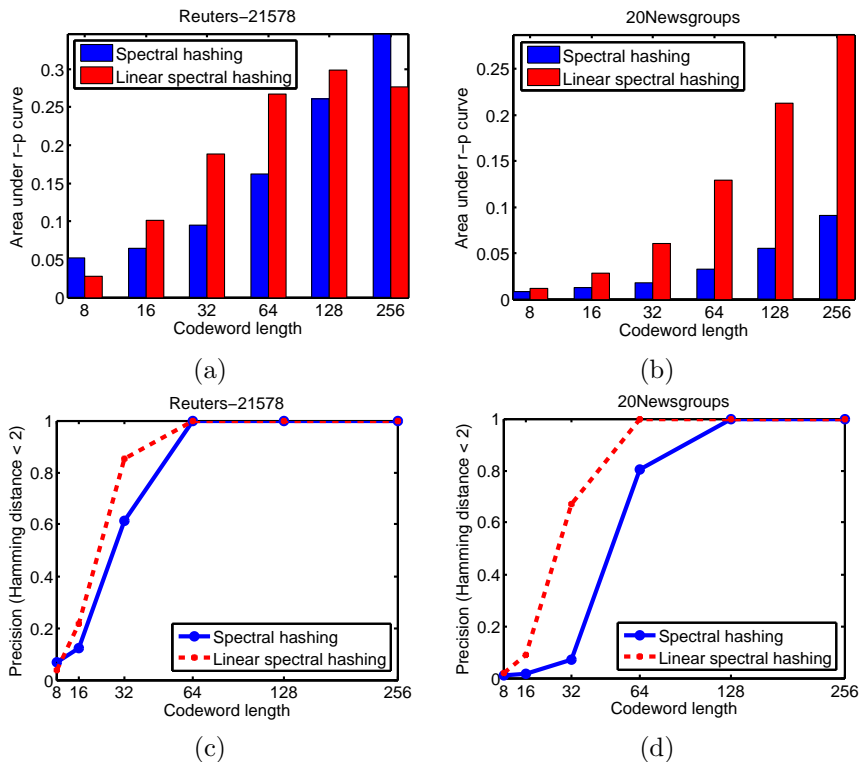 Reuters−21578
Area under r−p curve
0.3
0.25
0.2
0.15
0.1
0.05
0
Spectral hashing
Linear spectral hashing
8 16 32 64 128 256
Codeword length
(a)
20Newsgroups
Area under r−p curve
0.25
0.2
0.15
0.1
0.05
0
Spectral hashing
Linear spectral hashing
8 16 32 64 128 256
Codeword length
(b)
Reuters−21578
Precision (Hamming distance < 2)
1
0.8
0.6
0.4
0.2
0
Spectral hashing
Linear spectral hashing
8 16 32 64 128 256
Codeword length
(c)
20Newsgroups
Precision (Hamming distance < 2)
1
0.8
0.6
0.4
0.2
0
Spectral hashing
Linear spectral hashing
8 16 32 64 128 256
Codeword length
(d)